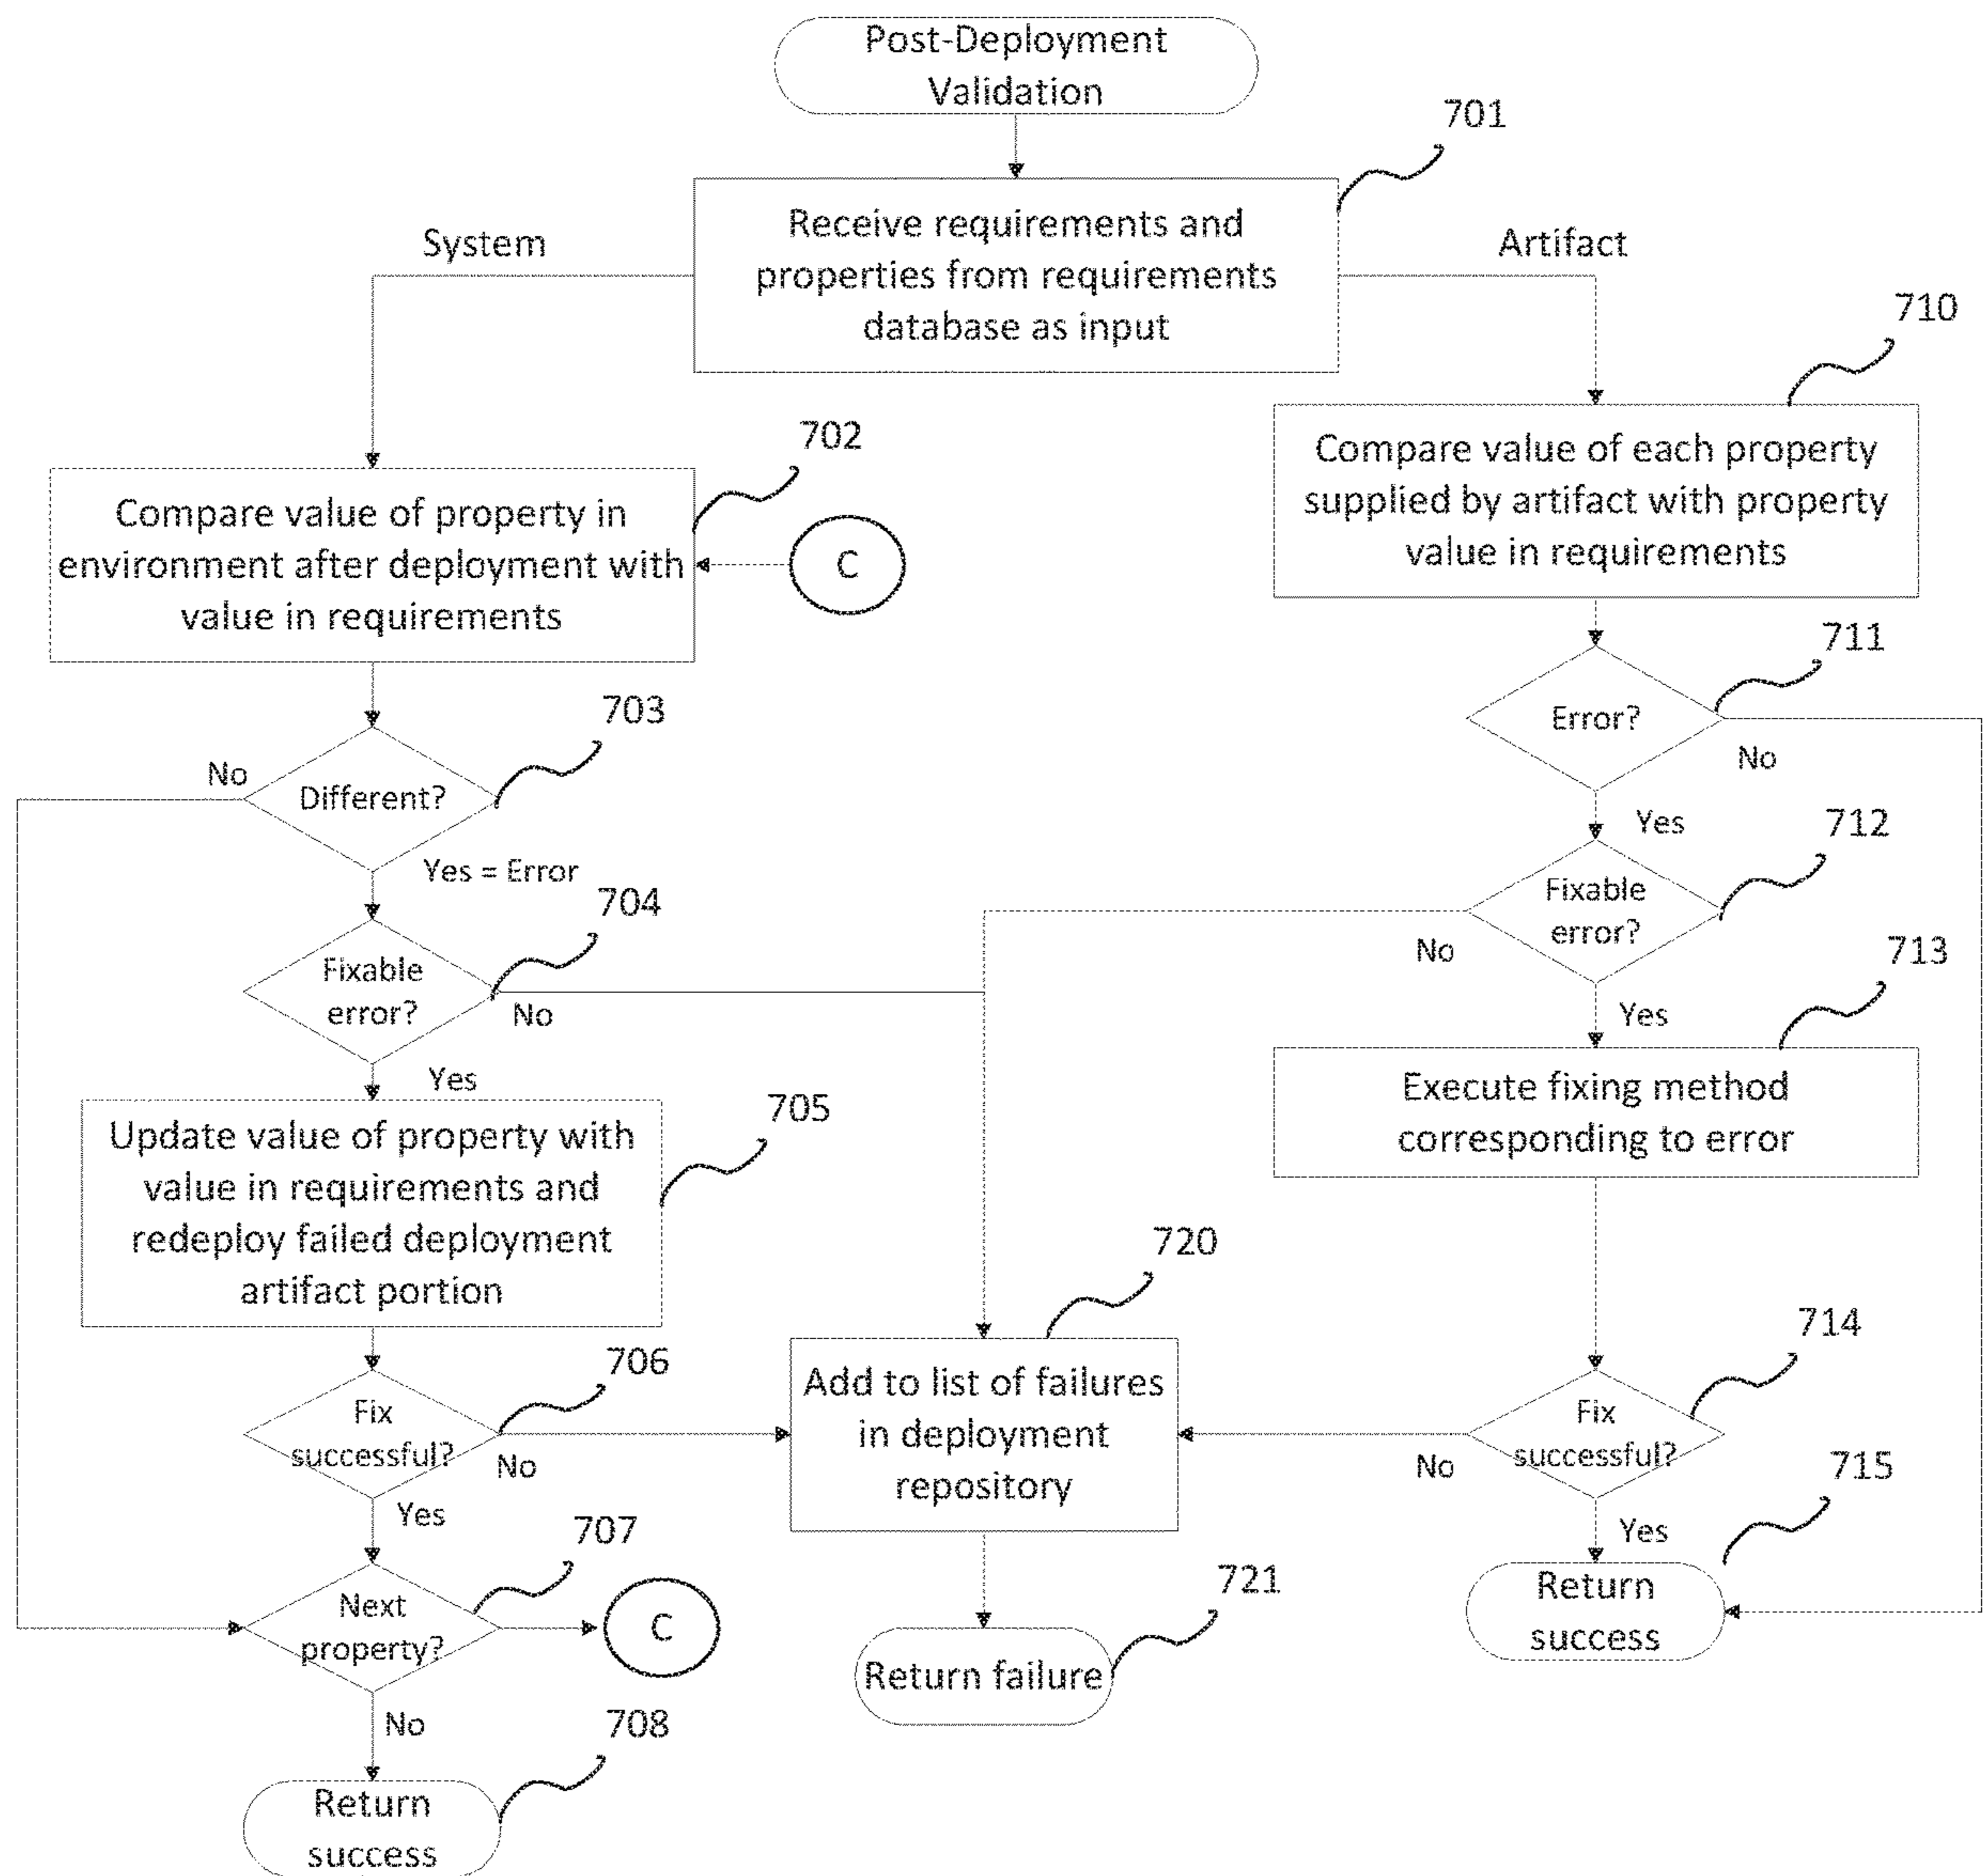 Post-Deployment
Validation
701
Receive requirements and
properties from requirements
database as input
System
Artifact
710
702
Compare value of property in
environment after deployment with
value in requirements
C
Compare value of each property
supplied by artifact with property
value in requirements
711
703
Error?
No
Different?
No
Yes
712
Yes = Error
704
Fixable
error?
No
713
Fixable
error?
No
Yes
Yes
Execute fixing method
corresponding to error
705
Update value of property with
value in requirements and
redeploy failed deployment
artifact portion
720
714
706
Add to list of failures
in deployment
repository
Fix
successful?
No
Fix
successful?
No
715
Yes
Yes
707
721
Return
success
Next
property?
C
Return failure
No
708
Return
success